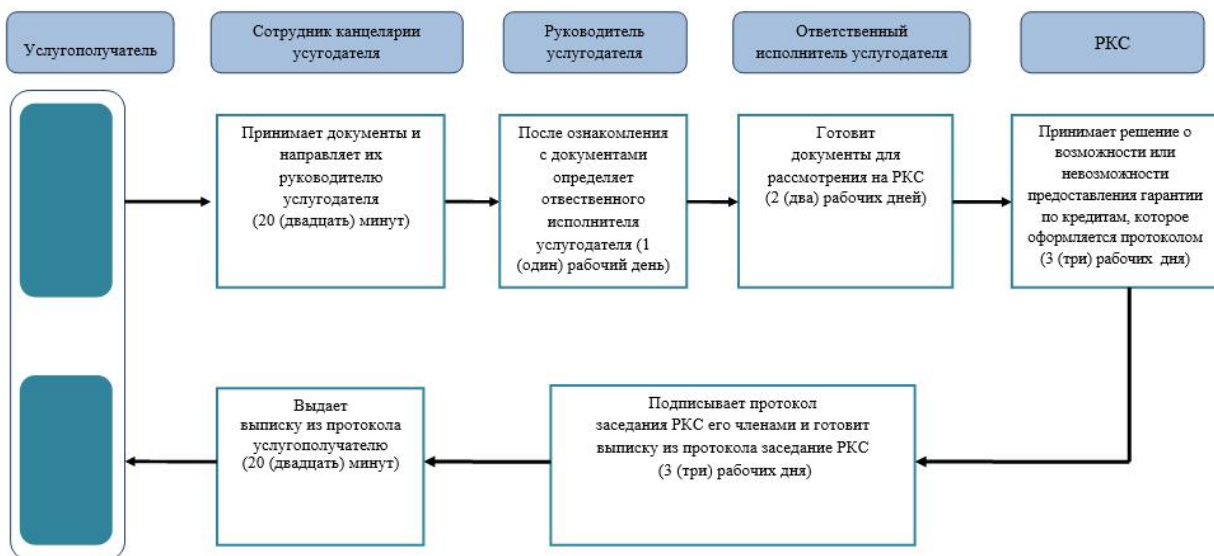 Услугополучатель
Сотрудник канцелярии
усугодателя
Руководитель
услугодателя
Ответственный
исполнитель услугодателя
РКС
Принимает документы и
направляет их
руководителю
услугодателя
(20 (двадцать) минут)
После ознакомления
с документами
определяет
отвественного
исполнителя
услугодателя (1
(один) рабочий день)
Готовит
документы для
рассмотрения на РКС
(2 (два) рабочих дней)
Принимает решение о
возможности или
невозможности
предоставления гарантии
по кредитам, которое
оформляется протоколом
(3 (три) рабочих дня)
Выдает
выписку из протокола
услугополучателю
(20 (двадцать) минут)
Подписывает протокол
заседания РКС его членами и готовит
выписку из протокола заседание РКС
(3 (три) рабочих дня)